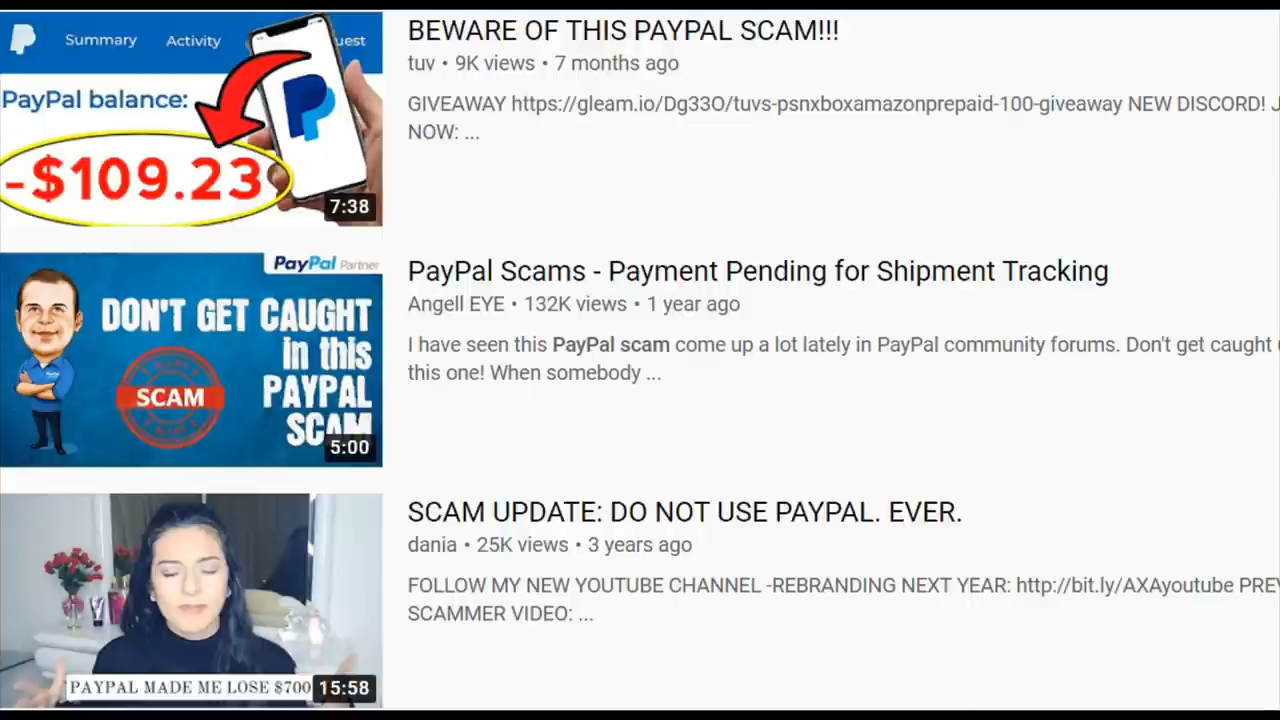 Summary Activity uest
PayPal balance:
-$109.23
7:38
BEWARE OF THIS PAYPAL SCAM!!!
tuv • 9K views • 7 months ago
GIVEAWAY https://gleam.io/Dg33O/tuvs-psnxboxamazonprepaid-100-giveaway NEW DISCORD! J
NOW: ...
PayPal Partner
DON'T GET CAUGHT
in this
PAYPAL
SCAM
SCAM
5:00
PayPal Scams - Payment Pending for Shipment Tracking
Angell EYE • 132K views • 1 year ago
I have seen this PayPal scam come up a lot lately in PayPal community forums. Don't get caught
this one! When somebody ...
PAYPAL MADE ME LOSE $700
15:58
SCAM UPDATE: DO NOT USE PAYPAL. EVER.
dania • 25K views • 3 years ago
FOLLOW MY NEW YOUTUBE CHANNEL -REBRANDING NEXT YEAR: http://bit.ly/AXAyoutube PRE
SCAMMER VIDEO: ...